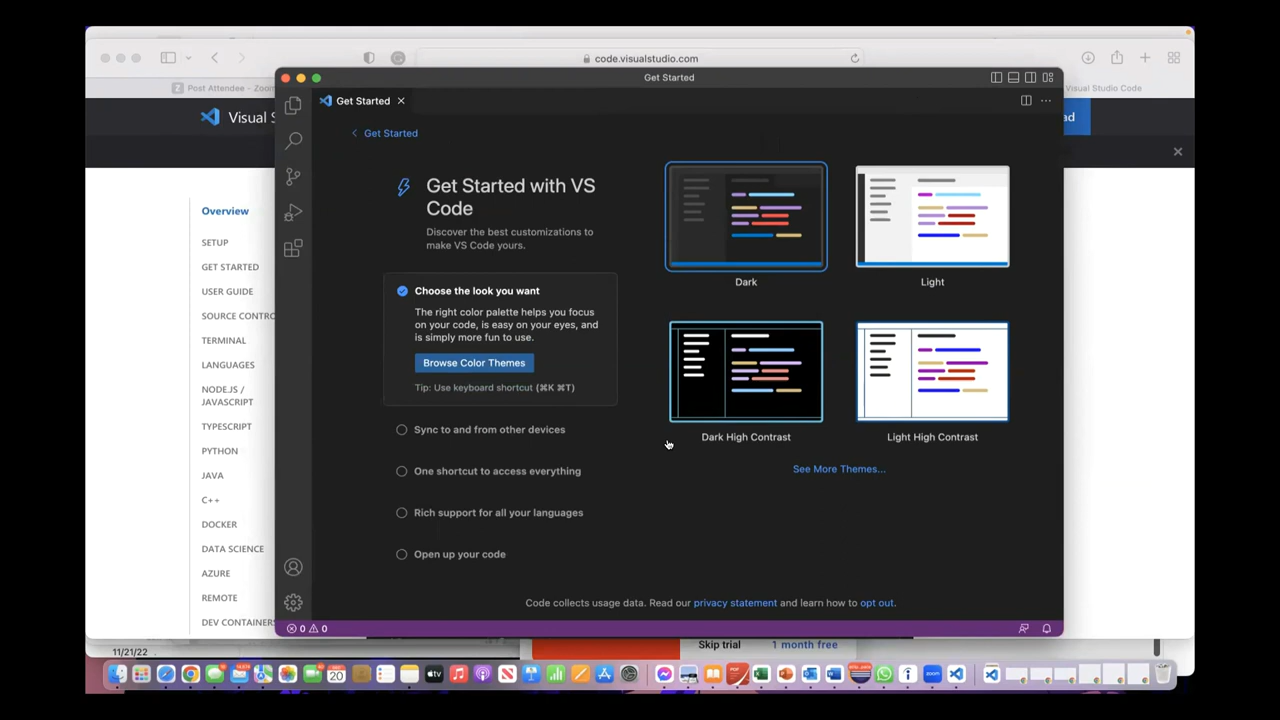 code.visualstudio.com
Get Started
Post Attendee - Zoom
Visual Studio Code
Get Started
Visual S
ad
Get Started
Get Started with VS
Code
Discover the best customizations to
make VS Code yours.
Choose the look you want
The right color palette helps you focus
on your code, is easy on your eyes, and
is simply more fun to use.
Browse Color Themes
Tip: Use keyboard shortcut (⌘K ⌘T)
Sync to and from other devices
One shortcut to access everything
Rich support for all your languages
Open up your code
Dark
Light
Dark High Contrast
Light High Contrast
See More Themes...
Code collects usage data. Read our privacy statement and learn how to opt out.
0 0
Overview
SETUP
GET STARTED
USER GUIDE
SOURCE CONTRO
TERMINAL
LANGUAGES
NODE.JS /
JAVASCRIPT
TYPESCRIPT
PYTHON
JAVA
C++
DOCKER
DATA SCIENCE
AZURE
REMOTE
DEV CONTAINERS
11/21/22
Skip trial
1 month free
20